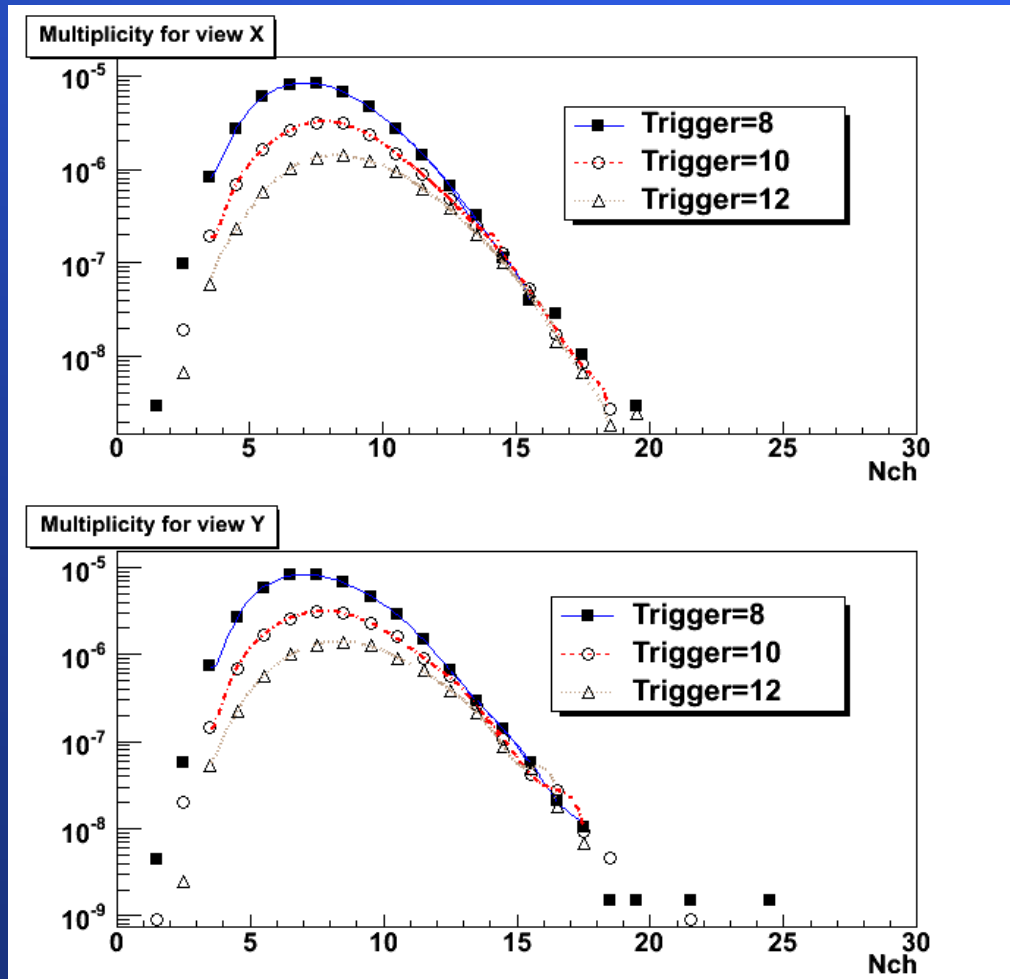 Multiplicity for view X
10-5
10-6
10-7
10-8
Trigger=8
Trigger=10
Trigger=12
0 5 10 15 20 25 30
Nch
Multiplicity for view Y
10-5
10-6
10-7
10-8
10-9
Trigger=8
Trigger=10
Trigger=12
0 5 10 15 20 25 30
Nch